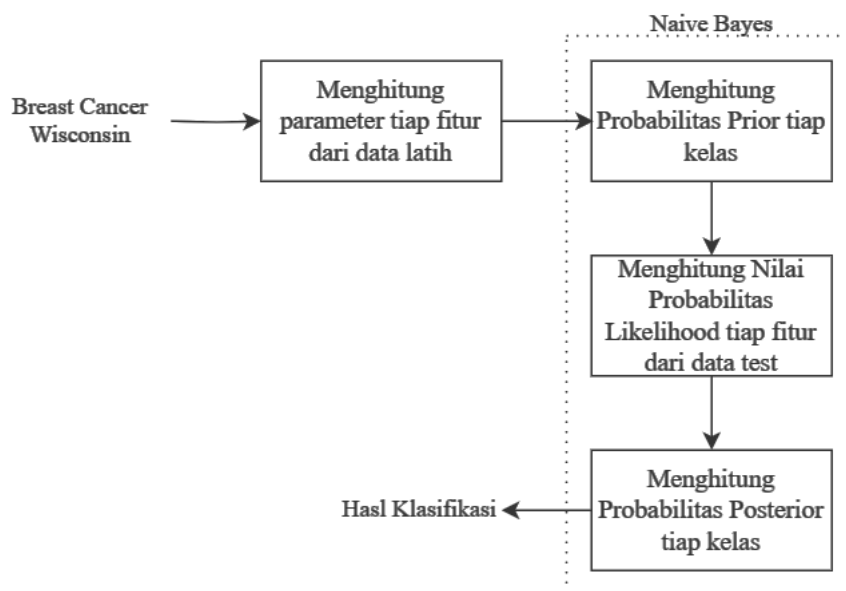 Naive Bayes
Breast Cancer
Wisconsin
Menghitung
parameter tiap fitur
dari data latih
Menghitung
Probabilitas Prior tiap
kelas
Menghitung Nilai
Probabilitas
Likelihood tiap fitur
dari data test
Menghitung
Probabilitas Posterior
tiap kelas
Hasl Klasifikasi